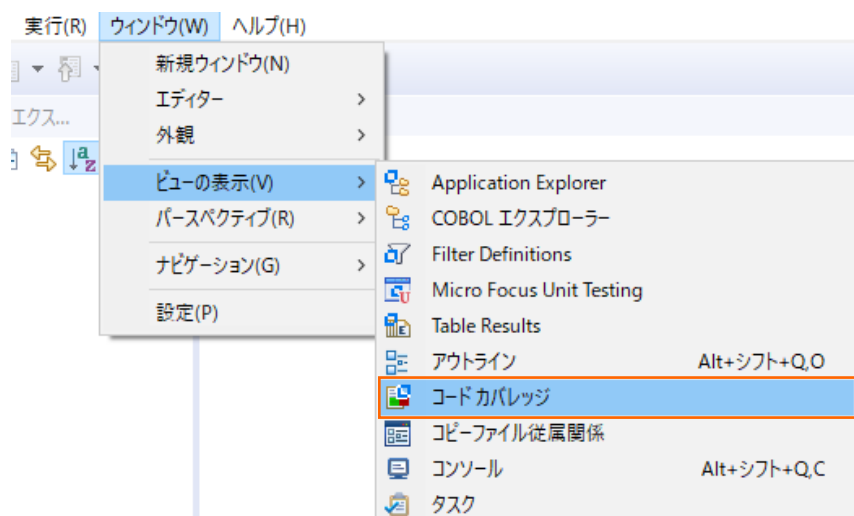 実行(R) ウィンドウ(W) ヘルプ(H)
新規ウィンドウ(N)
エディター
外観
ビューの表示(V)
パースペクティブ(R)
ナビゲーション(G)
設定(P)
エクス...
Application Explorer
COBOL エクスプローラー
Filter Definitions
Micro Focus Unit Testing
Table Results
アウトライン Alt+シフト+Q,O
コード カバレッジ
コピーファイル従属関係
コンソール Alt+シフト+Q,C
タスク